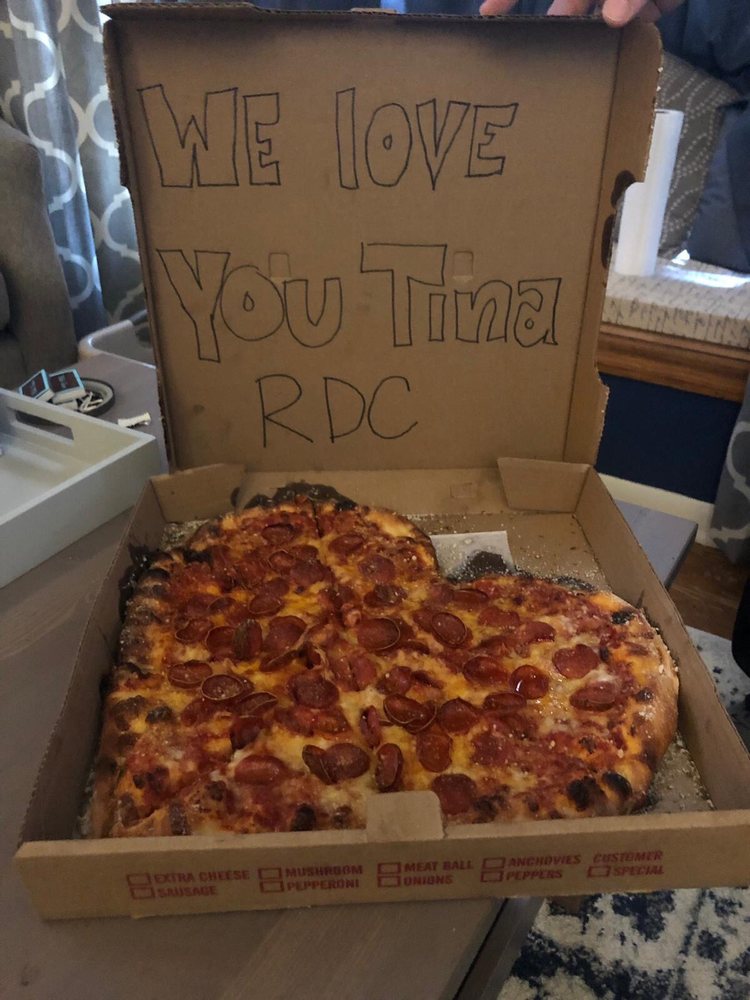 WE lOVE
YOU Tina
RDC
EXTRA CHEESE MUSHROOM MEAT BALL ANCHOVIES CUSTOMER
SAUSAGE PEPPERONI ONIONS PEPPERS SPECIAL